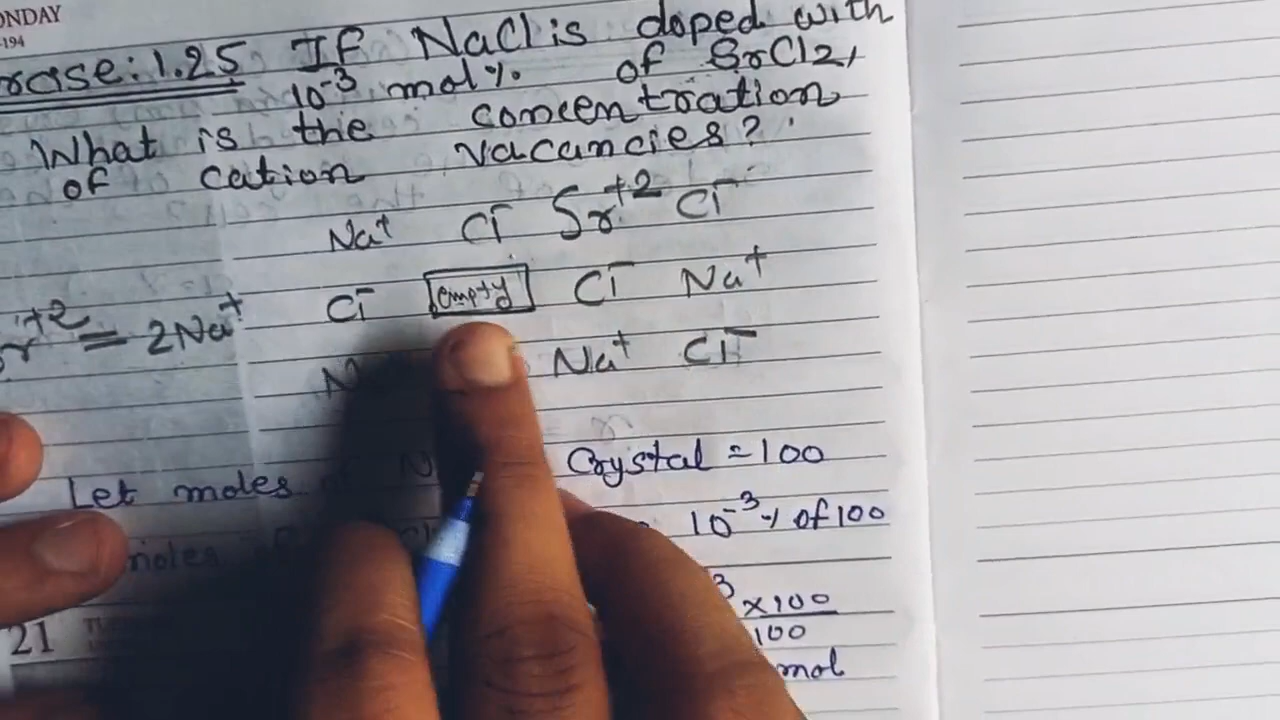 ONDAY
-194
rcise: 1.25 If NaCl is doped with
10⁻³ mol% of SrCl2,
What is the concentration
of cation vacancies?
Na⁺ Cl⁻ Sr⁺² Cl⁻
Cl⁻ empty Cl⁻ Na⁺
r⁺² = 2Na⁺
Na⁺ Cl⁻
Let moles Crystal = 100
moles 10⁻³% of 100
3 x100
100
mol
21